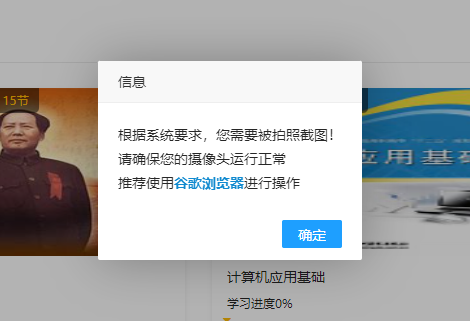 15节
信息
根据系统要求，您需要被拍照截图！
请确保您的摄像头运行正常
推荐使用谷歌浏览器进行操作
应用基础
确定
计算机应用基础
学习进度0%